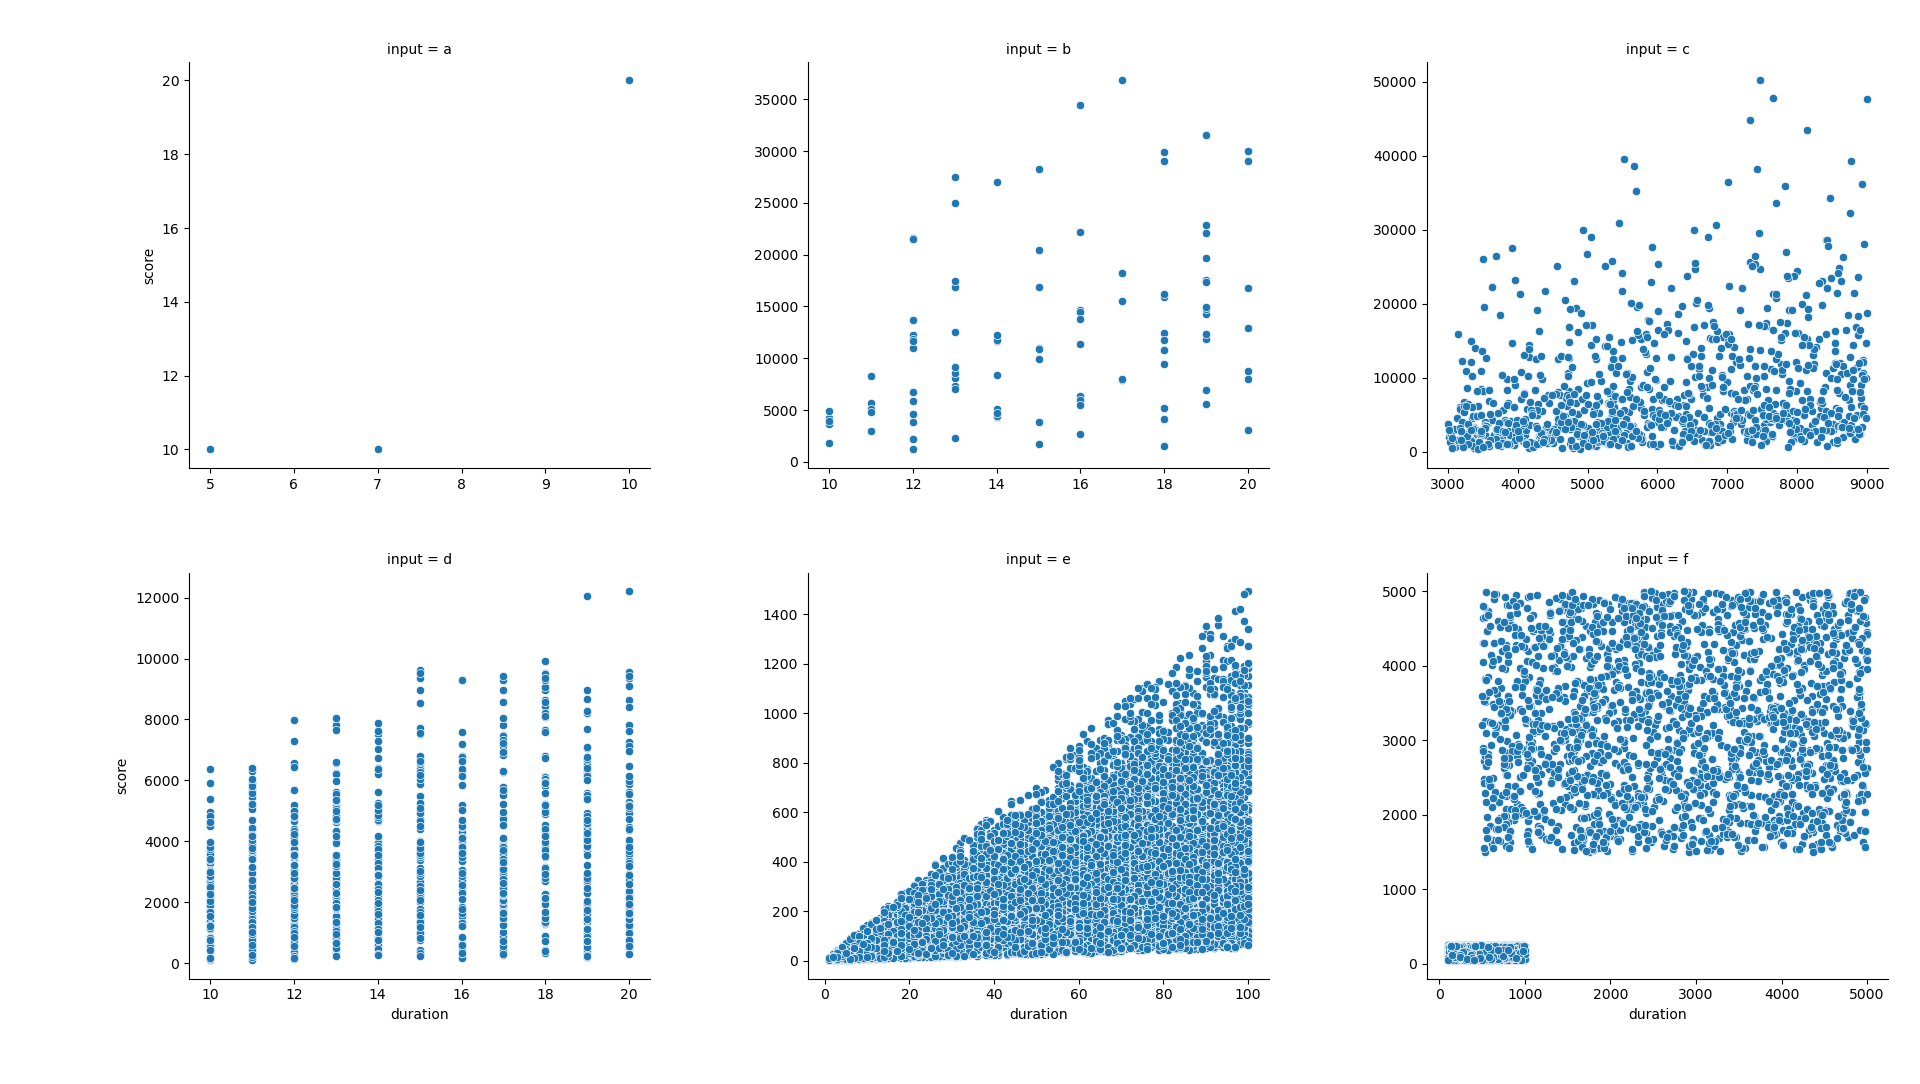 input = a
20
18
16
14
12
10
score
5 6 7 8 9 10
input = b
35000
30000
25000
20000
15000
10000
5000
0
10 12 14 16 18 20
input = c
50000
40000
30000
20000
10000
0
3000 4000 5000 6000 7000 8000 9000
input = d
12000
10000
8000
6000
4000
2000
0
score
10 12 14 16 18 20
duration
input = e
1400
1200
1000
800
600
400
200
0
0 20 40 60 80 100
duration
input = f
5000
4000
3000
2000
1000
0
0 1000 2000 3000 4000 5000
duration